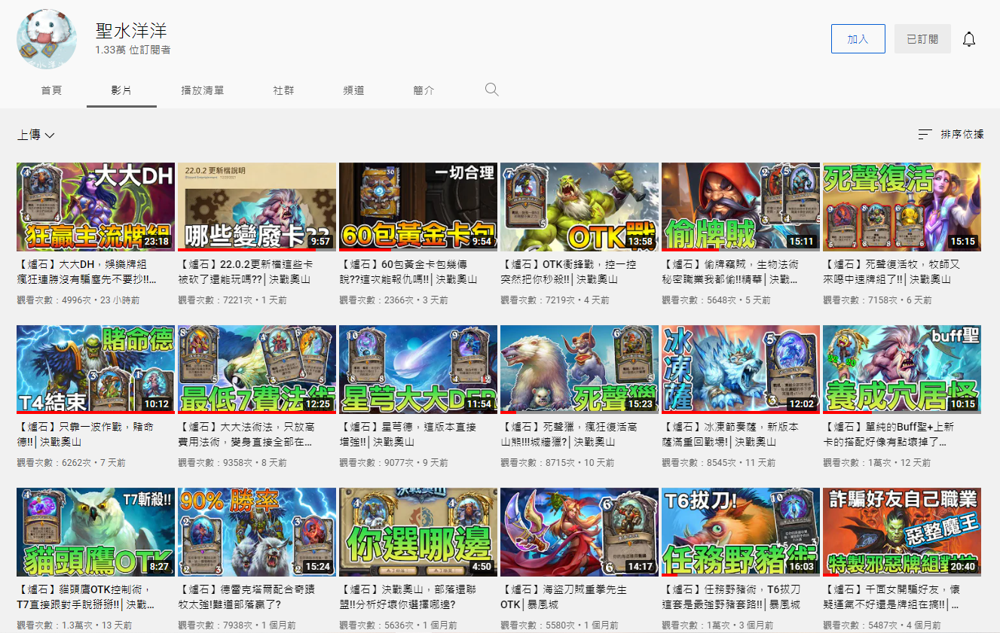 聖水洋洋
1.33萬 位訂閱者
加入
已訂閱
首頁
影片
播放清單
社群
頻道
簡介
上傳
排序依據
大大DH
狂贏主流牌組
23:18
22.0.2 更新檔說明
哪些變廢卡??
9:57
30
一切合理
60包黃金卡包
9:54
OTK戰
13:58
偷牌賊
15:11
死聲復活
15:15
【爐石】大大DH，娛樂牌組
瘋狂連勝沒有騙塵先不要抄!!...
觀看次數：4996次・23 小時前
【爐石】22.0.2更新檔這些卡
被砍了還能玩嗎??│決戰奧山
觀看次數：7221次・1 天前
【爐石】60包黃金卡包幾傳
說??這次能報仇嗎!!│決戰奧山
觀看次數：2366次・3 天前
【爐石】OTK衝鋒戰，控一控
突然把你秒殺!!│決戰奧山
觀看次數：7219次・4 天前
【爐石】偷牌竊賊，生物法術
秘密職業我都偷!!精華│決戰...
觀看次數：5648次・5 天前
【爐石】死聲復活牧，牧師又
來噁中速牌組了!!│決戰奧山
觀看次數：7158次・6 天前
賭命德
T4結束
10:12
最低7費法術
12:25
星芎大大DER
11:54
死聲獵
15:23
冰凍薩
12:02
buff聖
養成穴居怪
10:15
【爐石】只靠一波作戰，賭命
德!!│決戰奧山
觀看次數：6262次・7 天前
【爐石】大大法術法，只放高
費用法術，變身直接全部在...
觀看次數：9358次・8 天前
【爐石】星芎德，這版本直接
增強!!│決戰奧山
觀看次數：9077次・9 天前
【爐石】死聲獵，瘋狂復活高
山熊!!!城牆獵?│決戰奧山
觀看次數：8715次・10 天前
【爐石】冰凍節奏薩，新版本
薩滿重回戰場!│決戰奧山
觀看次數：8545次・11 天前
【爐石】單純的Buff聖+上新
卡的搭配好像有點壞掉了...
觀看次數：1萬次・12 天前
T7斬殺!!
貓頭鷹OTK
8:27
90% 勝率
15:24
決戰奧山
你選哪邊
4:50
14:17
T6拔刀!
任務野豬術
16:03
詐騙好友自己職業
惡整魔王
特製邪惡牌組對
20:40
【爐石】貓頭鷹OTK控制術，
T7直接跟對手說掰掰!!│決戰...
觀看次數：1.3萬次・13 天前
【爐石】德雷克塔爾配合奇蹟
牧太強!難道部落贏了?
觀看次數：7938次・1 個月前
【爐石】決戰奧山，部落還聯
盟!!分析好壞你選擇哪邊?
觀看次數：5636次・1 個月前
【爐石】海盜刀賊重拳先生
OTK│暴風城
觀看次數：5580次・1 個月前
【爐石】任務野豬術，T6拔刀
這套是最強野豬套路!!│暴風城
觀看次數：1萬次・3 個月前
【爐石】千面女開騙好友，懷
疑運氣不好還是牌組在搞!!│...
觀看次數：5487次・4 個月前